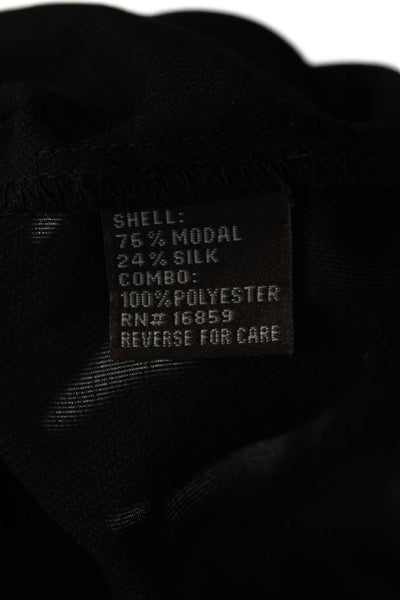 SHELL:
76% MODAL
24% SILK
COMBO:
100% POLYESTER
RN# 16859
REVERSE FOR CARE